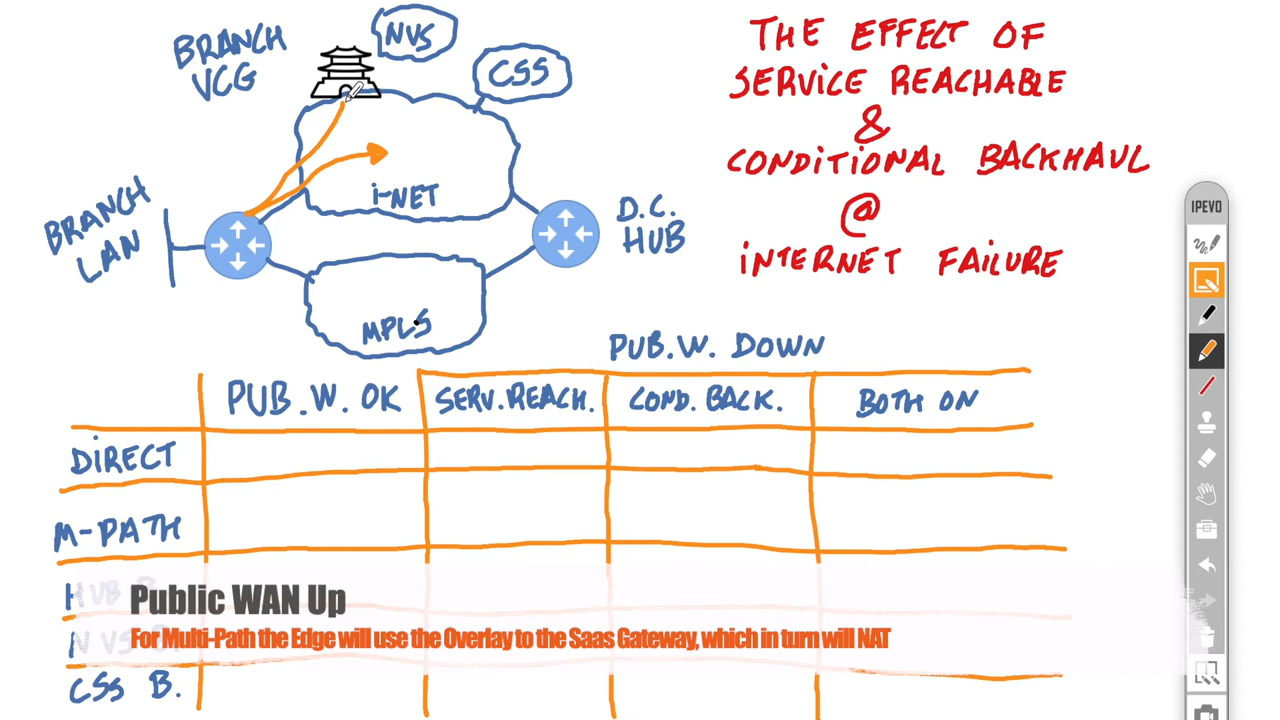 BRANCH
VCG
NVS
CSS
THE EFFECT OF
SERVICE REACHABLE
&
CONDITIONAL BACKHAUL
@
INTERNET FAILURE
i-NET
BRANCH
LAN
D.C.
HUB
MPLS
IPEVO
PUB.W. DOWN
PUB.W. OK
SERV.REACH.
COND. BACK.
BOTH ON
DIRECT
M-PATH
HUB B.
NVS B.
CSS B.
Public WAN Up
For Multi-Path the Edge will use the Overlay to the Saas Gateway, which in turn will NAT